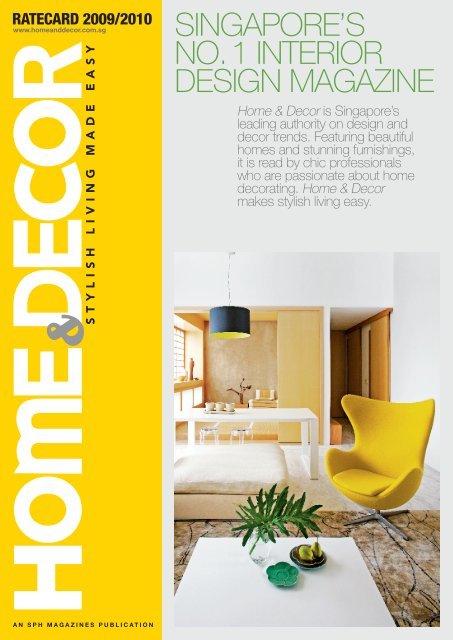 RATECARD 2009/2010
www.homeanddecor.com.sg
HOmE&DECOR
STYLISH LIVING MADE EASY
AN SPH MAGAZINES PUBLICATION
SINGAPORE'S
NO. 1 INTERIOR
DESIGN MAGAZINE
Home & Decor is Singapore's
leading authority on design and
decor trends. Featuring beautiful
homes and stunning furnishings,
it is read by chic professionals
who are passionate about home
decorating. Home & Decor
makes stylish living easy.